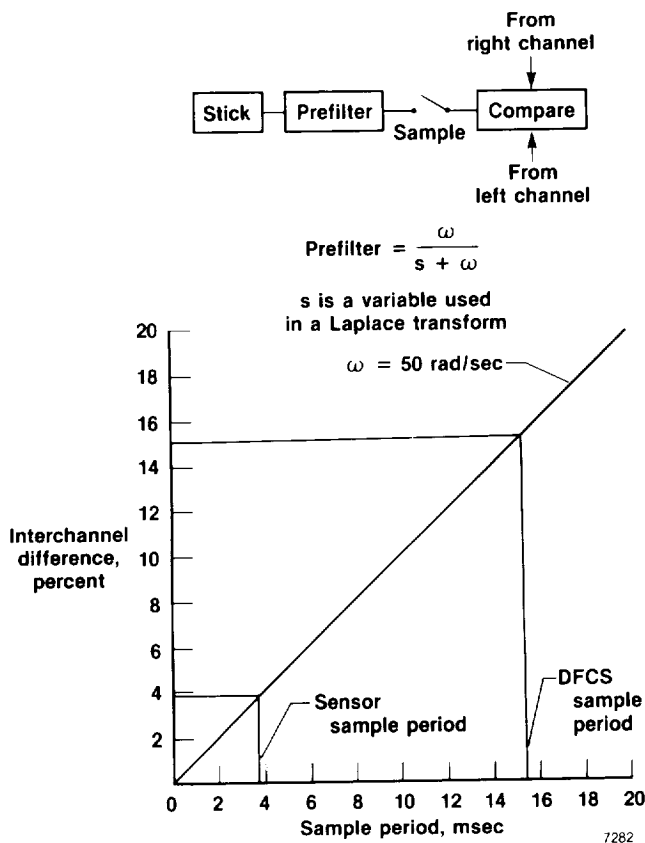 From
right channel
Stick
Prefilter
Sample
Compare
From
left channel
Prefilter = ω / (s + ω)
s is a variable used
in a Laplace transform
ω = 50 rad/sec
20
18
16
14
12
10
8
6
4
2
Interchannel
difference,
percent
Sensor
sample period
DFCS
sample
period
0 2 4 6 8 10 12 14 16 18 20
Sample period, msec
7282